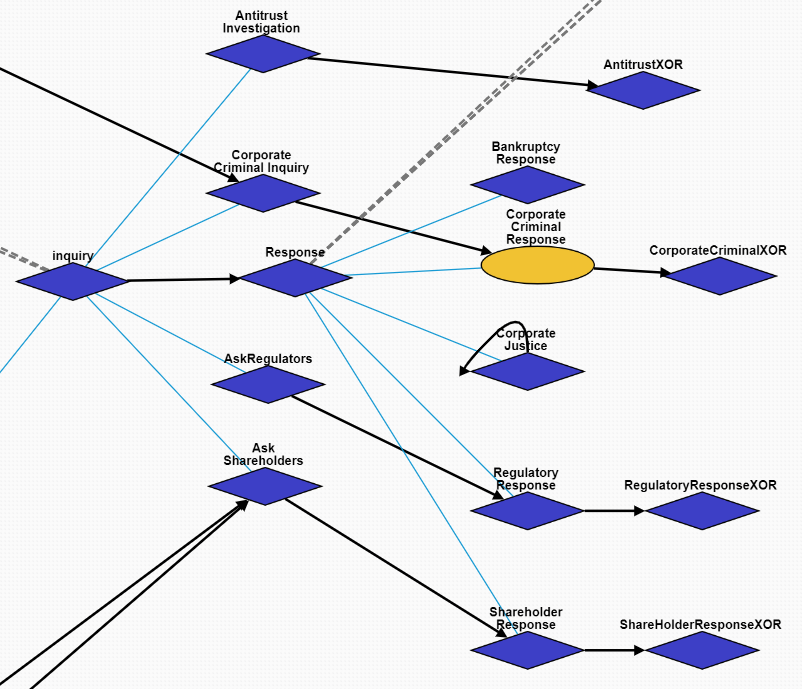 Antitrust
Investigation
AntitrustXOR
Bankruptcy
Response
Corporate
Criminal Inquiry
Corporate
Criminal
Response
inquiry
Response
CorporateCriminalXOR
Corporate
Justice
AskRegulators
Ask
Shareholders
Regulatory
Response
RegulatoryResponseXOR
Shareholder
Response
ShareHolderResponseXOR